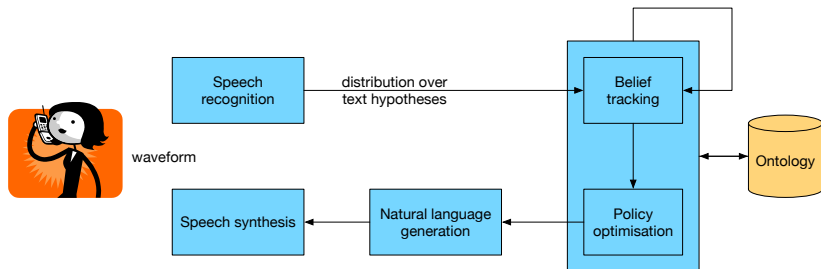 Speech
recognition
distribution over
text hypotheses
Belief
tracking
waveform
Ontology
Speech synthesis
Natural language
generation
Policy
optimisation